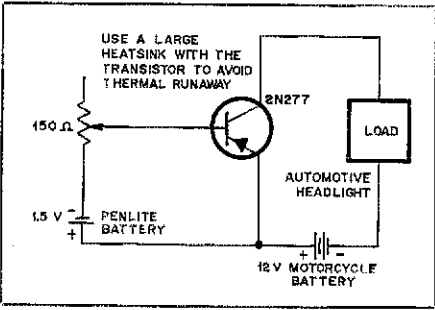 USE A LARGE
HEATSINK WITH THE
TRANSISTOR TO AVOID
THERMAL RUNAWAY
2N277
150 Ω
LOAD
AUTOMOTIVE
HEADLIGHT
1.5 V
-
+
PENLITE
BATTERY
+ -
12 V MOTORCYCLE
BATTERY